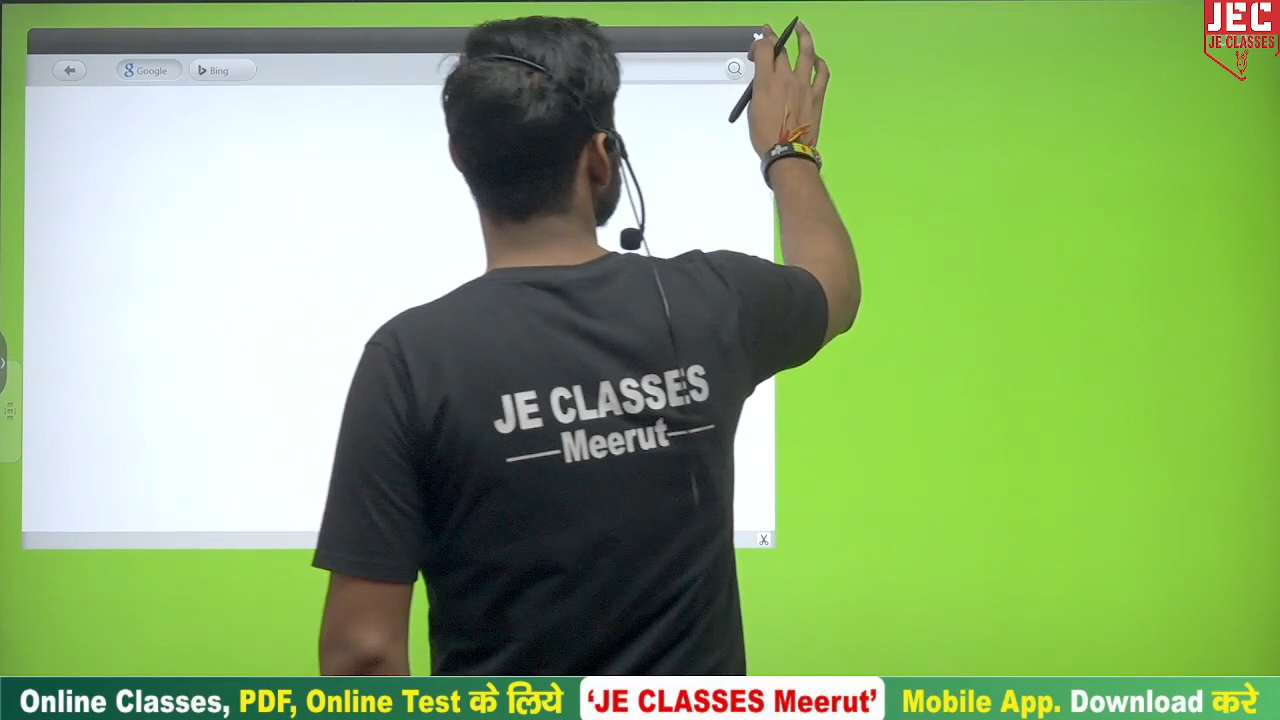 JEC
JE CLASSES
Google
Bing
JE CLASSES
Meerut
Online Classes, PDF, Online Test के लिये 'JE CLASSES Meerut' Mobile App. Download करे